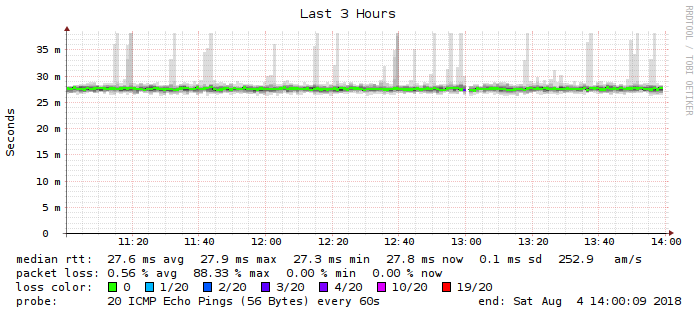 Last 3 Hours
RRDTOOL / TOBI OETIKER
Seconds
35 m
30 m
25 m
20 m
15 m
10 m
5 m
0
11:20 11:40 12:00 12:20 12:40 13:00 13:20 13:40 14:00
median rtt: 27.6 ms avg 27.9 ms max 27.3 ms min 27.8 ms now 0.1 ms sd 252.9 am/s
packet loss: 0.56 % avg 88.33 % max 0.00 % min 0.00 % now
loss color: 0 1/20 2/20 3/20 4/20 10/20 19/20
probe: 20 ICMP Echo Pings (56 Bytes) every 60s end: Sat Aug 4 14:00:09 2018